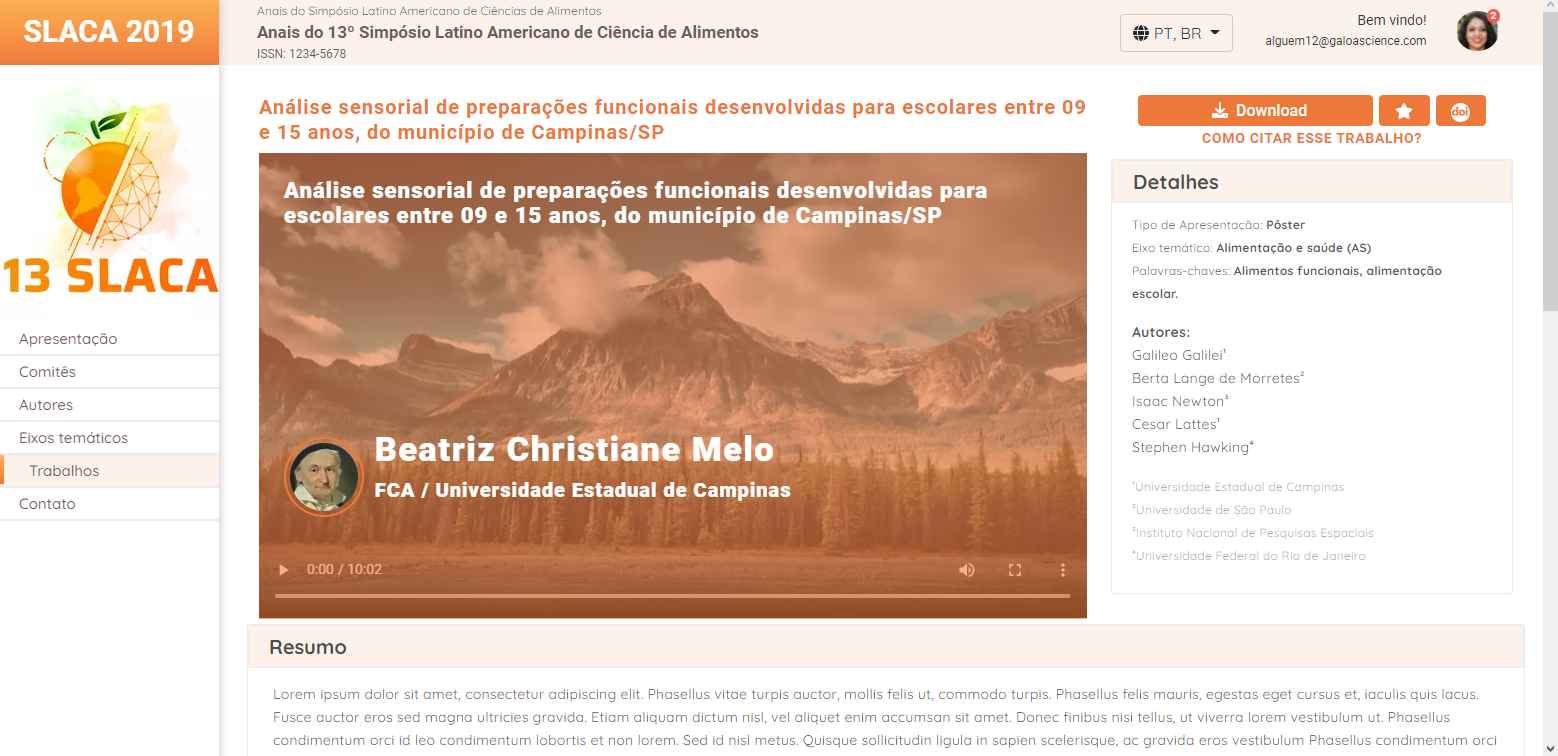 SLACA 2019
Anais do Simpósio Latino Americano de Ciências de Alimentos
Anais do 13º Simpósio Latino Americano de Ciência de Alimentos
ISSN: 1234-5678
PT, BR
Bem vindo!
alguem12@galoascience.com
2
13 SLACA
Apresentação
Comitês
Autores
Eixos temáticos
Trabalhos
Contato
Análise sensorial de preparações funcionais desenvolvidas para escolares entre 09
e 15 anos, do município de Campinas/SP
Análise sensorial de preparações funcionais desenvolvidas para
escolares entre 09 e 15 anos, do município de Campinas/SP
Beatriz Christiane Melo
FCA / Universidade Estadual de Campinas
0:00 / 10:02
Download
doi
COMO CITAR ESSE TRABALHO?
Detalhes
Tipo de Apresentação: Pôster
Eixo temático: Alimentação e saúde (AS)
Palavras-chaves: Alimentos funcionais, alimentação
escolar.
Autores:
Galileo Galilei¹
Berta Lange de Morretes²
Isaac Newton³
Cesar Lattes¹
Stephen Hawking⁴
¹Universidade Estadual de Campinas
²Universidade de São Paulo
³Instituto Nacional de Pesquisas Espaciais
⁴Universidade Federal do Rio de Janeiro
Resumo
Lorem ipsum dolor sit amet, consectetur adipiscing elit. Phasellus vitae turpis auctor, mollis felis ut, commodo turpis. Phasellus felis mauris, egestas eget cursus et, iaculis quis lacus.
Fusce auctor eros sed magna ultricies gravida. Etiam aliquam dictum nisl, vel aliquet enim accumsan sit amet. Donec finibus nisi tellus, ut viverra lorem vestibulum ut. Phasellus
condimentum orci id leo condimentum lobortis et non lorem. Sed id nisl metus. Quisque sollicitudin ligula in sapien scelerisque, ac gravida eros vestibulum Phasellus condimentum orci